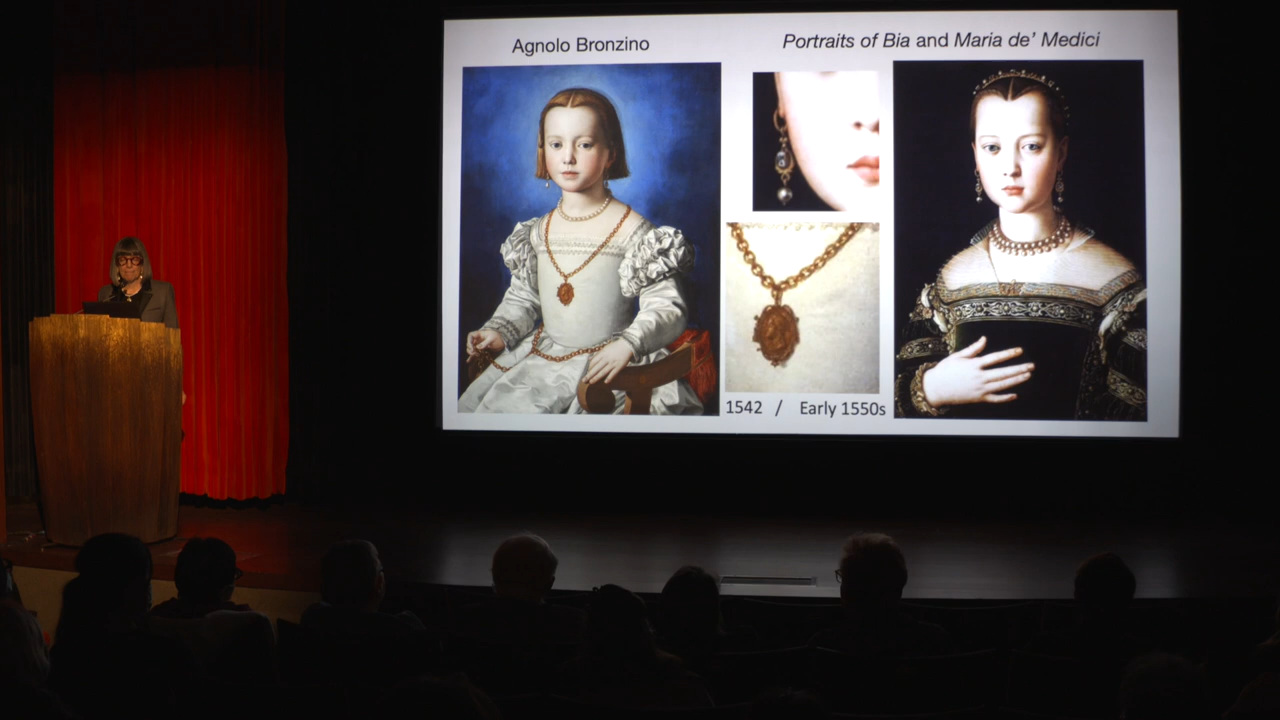 Agnolo Bronzino
Portraits of Bia and Maria de' Medici
1542 / Early 1550s